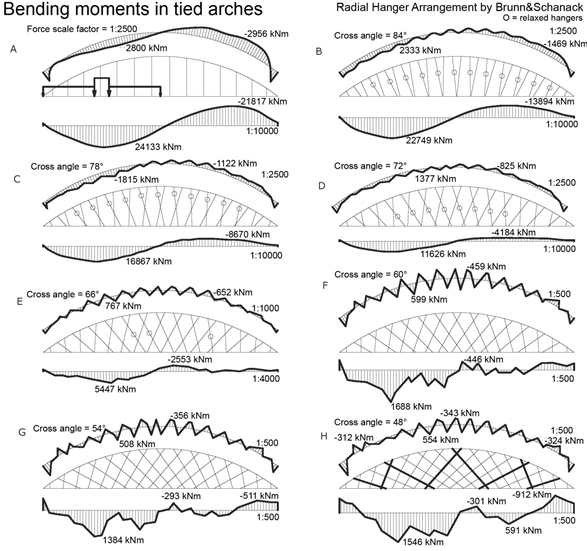 Bending moments in tied arches
Radial Hanger Arrangement by Brunn&Schanack
O = relaxed hangers
A
Force scale factor = 1:2500
-2956 kNm
2800 kNm
-21817 kNm
24133 kNm
1:10000
B
Cross angle = 84°
1:2500
-1469 kNm
2333 kNm
-13894 kNm
1:10000
22749 kNm
C
Cross angle = 78°
-1122 kNm
-1815 kNm
1:2500
-8670 kNm
16867 kNm
1:10000
D
Cross angle = 72°
-825 kNm
1377 kNm
1:2500
-4184 kNm
11626 kNm
1:10000
E
Cross angle = 66°
-652 kNm
767 kNm
1:1000
-2553 kNm
5447 kNm
1:4000
F
Cross angle = 60°
-459 kNm
599 kNm
1:500
-446 kNm
1688 kNm
1:500
G
Cross angle = 54°
-356 kNm
508 kNm
1:500
-293 kNm
-511 kNm
1384 kNm
1:500
H
Cross angle = 48°
-343 kNm
-312 kNm
554 kNm
1:500
-324 kNm
-301 kNm
-912 kNm
1546 kNm
591 kNm
1:500